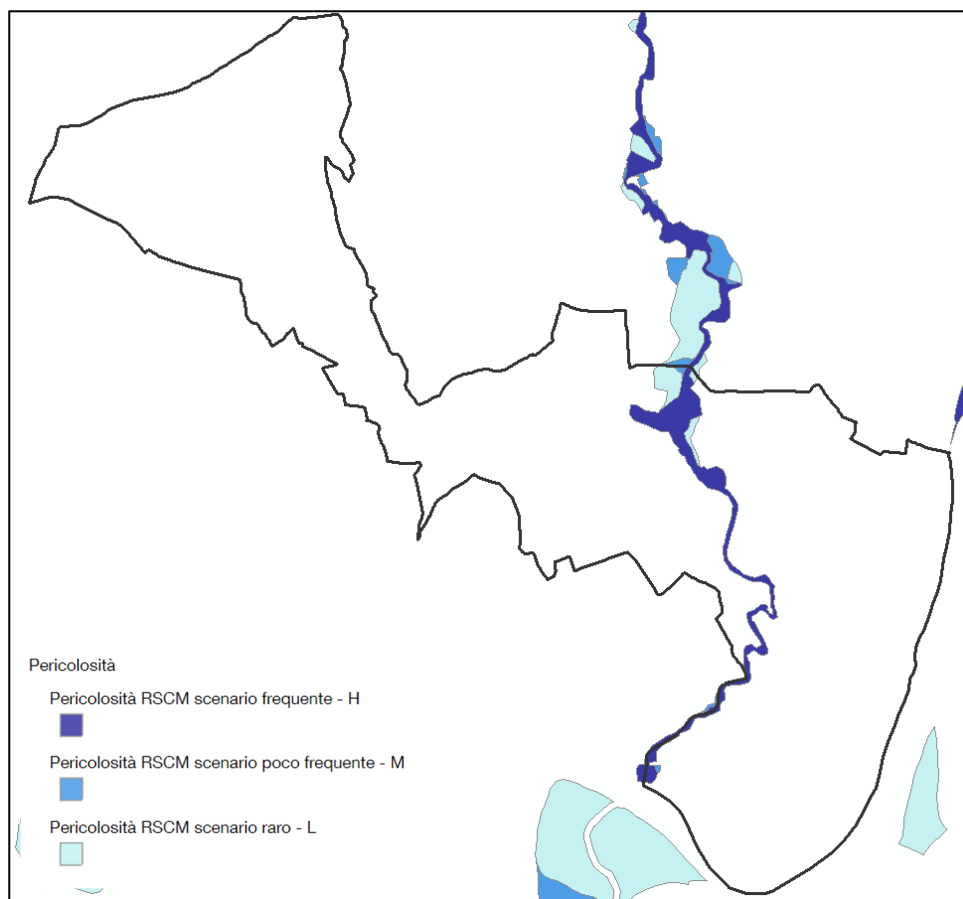 Pericolosità
Pericolosità RSCM scenario frequente - H
Pericolosità RSCM scenario poco frequente - M
Pericolosità RSCM scenario raro - L